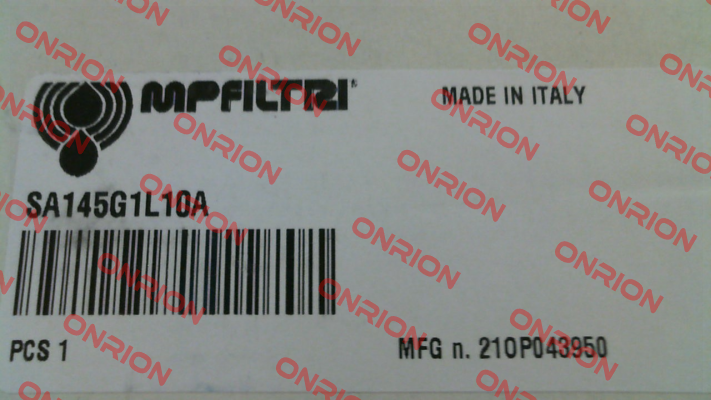 MPFILTRI
MADE IN ITALY
SA145G1L10A
PCS 1
MFG n. 210P043950
ONRION